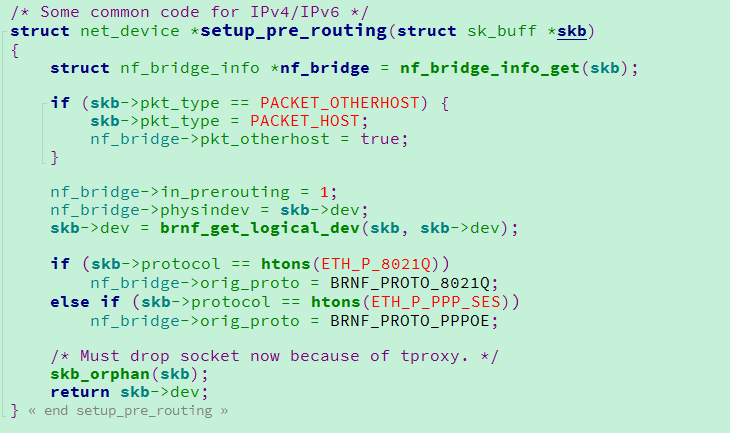 /* Some common code for IPv4/IPv6 */
struct net_device *setup_pre_routing(struct sk_buff *skb)
{
    struct nf_bridge_info *nf_bridge = nf_bridge_info_get(skb);

    if (skb->pkt_type == PACKET_OTHERHOST) {
        skb->pkt_type = PACKET_HOST;
        nf_bridge->pkt_otherhost = true;
    }

    nf_bridge->in_prerouting = 1;
    nf_bridge->physindev = skb->dev;
    skb->dev = brnf_get_logical_dev(skb, skb->dev);

    if (skb->protocol == htons(ETH_P_8021Q))
        nf_bridge->orig_proto = BRNF_PROTO_8021Q;
    else if (skb->protocol == htons(ETH_P_PPP_SES))
        nf_bridge->orig_proto = BRNF_PROTO_PPPOE;

    /* Must drop socket now because of tproxy. */
    skb_orphan(skb);
    return skb->dev;
} « end setup_pre_routing »